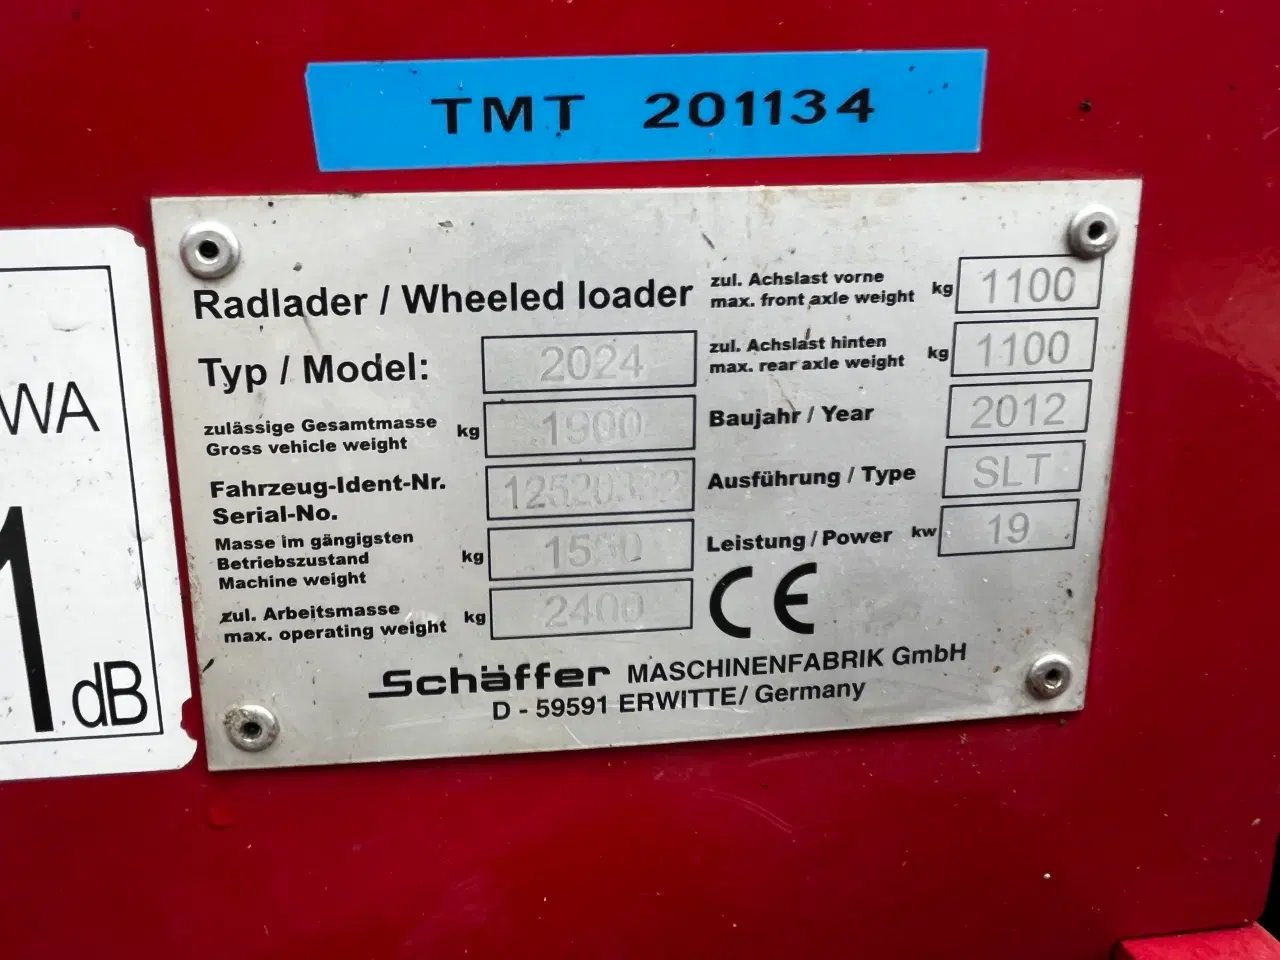 TMT 201134
Radlader / Wheeled loader
Typ / Model: 2024
zulässige Gesamtmasse
Gross vehicle weight kg 1900
Fahrzeug-Ident-Nr.
Serial-No.
Masse im gängigsten
Betriebszustand
Machine weight kg
zul. Arbeitsmasse
max. operating weight kg 2400
zul. Achslast vorne
max. front axle weight kg 1100
zul. Achslast hinten
max. rear axle weight kg 1100
Baujahr / Year 2012
Ausführung / Type SLT
Leistung / Power kw 19
CE
Schäffer MASCHINENFABRIK GmbH
D - 59591 ERWITTE/ Germany
WA
1 dB